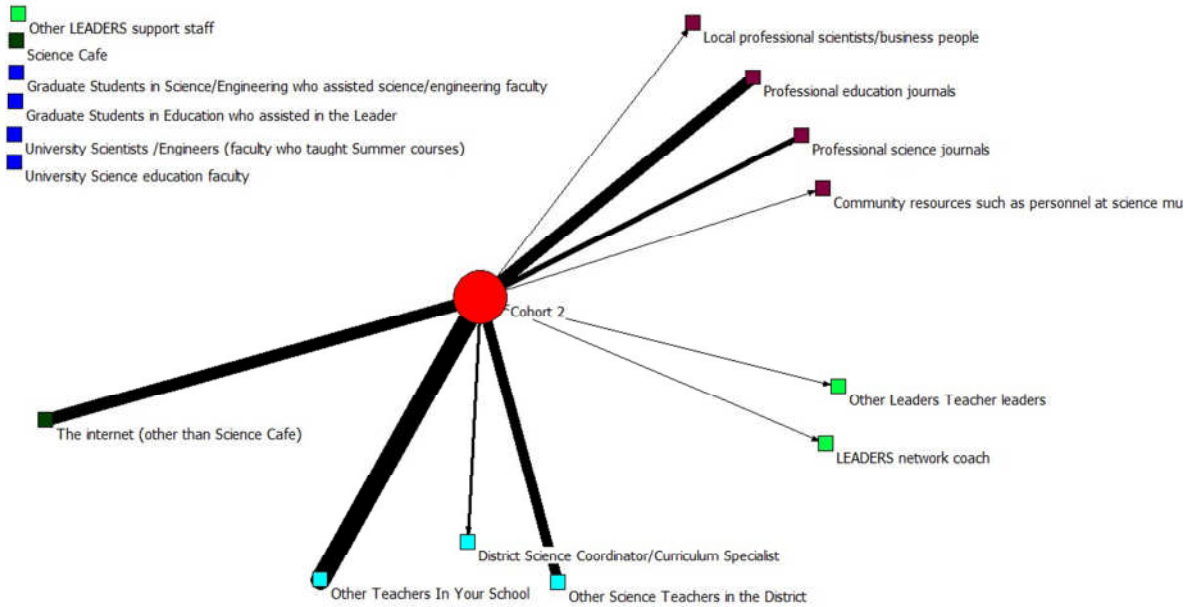 Other LEADERS support staff
Science Cafe
Graduate Students in Science/Engineering who assisted science/engineering faculty
Graduate Students in Education who assisted in the Leader
University Scientists /Engineers (faculty who taught Summer courses)
University Science education faculty
Local professional scientists/business people
Professional education journals
Professional science journals
Community resources such as personnel at science mu
Cohort 2
Other Leaders Teacher leaders
The internet (other than Science Cafe)
LEADERS network coach
District Science Coordinator/Curriculum Specialist
Other Teachers In Your School
Other Science Teachers in the District